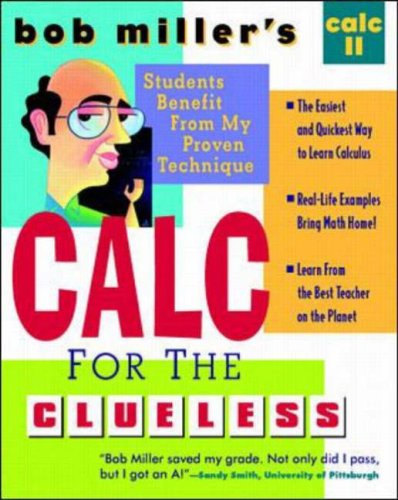 bob miller's
calc
II
Students
Benefit
From My
Proven
Technique
▪ The Easiest
and Quickest Way
to Learn Calculus
▪ Real-Life Examples
Bring Math Home!
▪ Learn From
the Best Teacher
on the Planet
CALC
FOR THE
CLUELESS
"Bob Miller saved my grade. Not only did I pass,
but I got an A!"—Sandy Smith, University of Pittsburgh